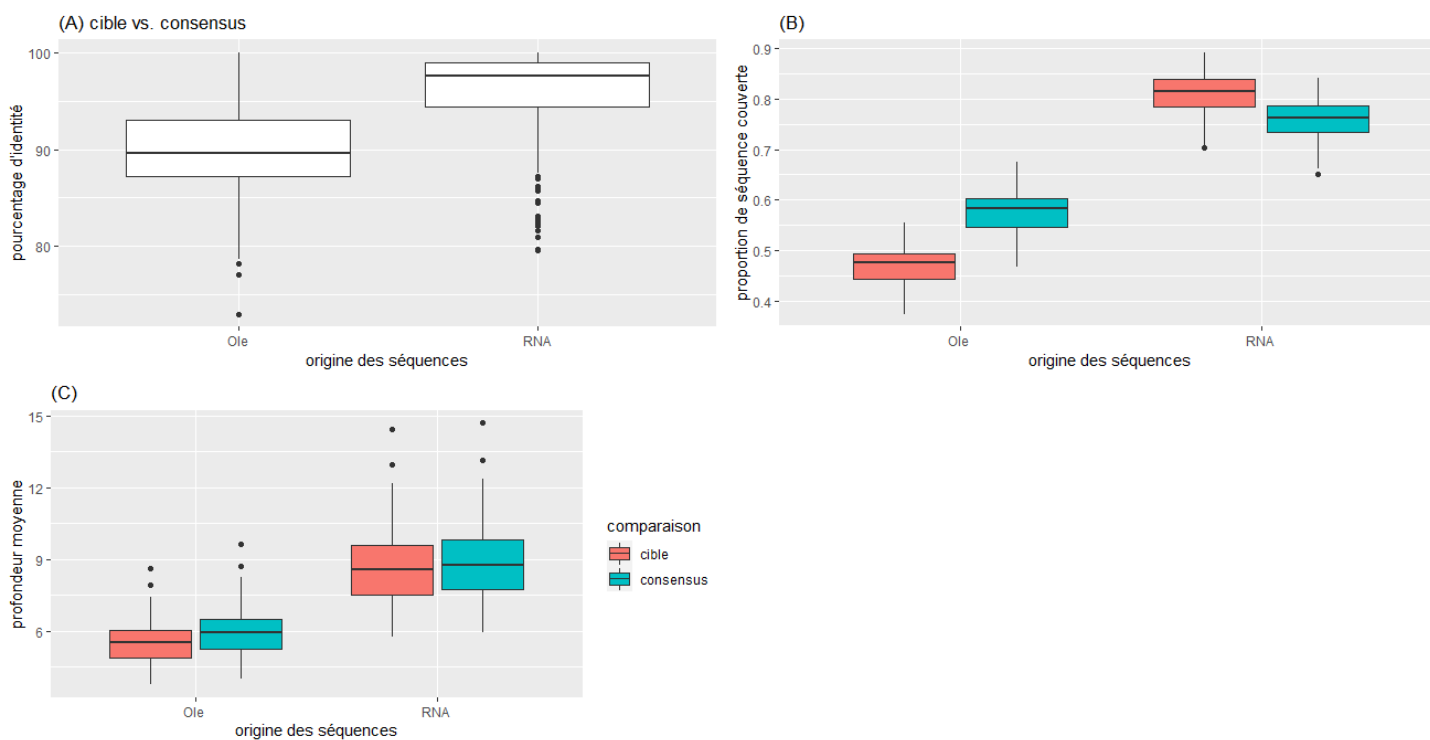 (A) cible vs. consensus
pourcentage d'identité
100
90
80
Ole
RNA
origine des séquences
(B)
proportion de séquence couverte
0.9
0.8
0.7
0.6
0.5
0.4
Ole
RNA
origine des séquences
(C)
profondeur moyenne
15
12
9
6
Ole
RNA
origine des séquences
comparaison
cible
consensus